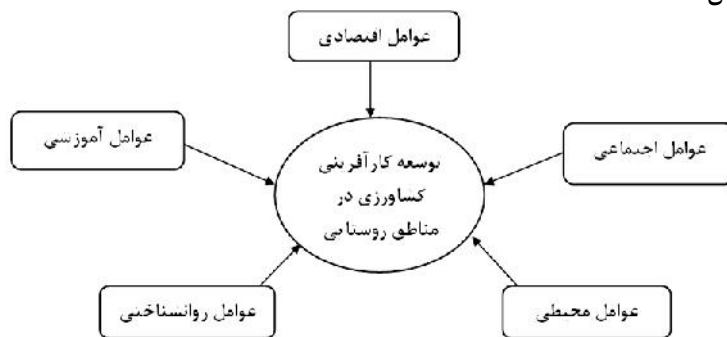 عوامل اقتصادی
عوامل آموزشی
عوامل اجتماعی
توسعه کارآفرینی
کشاورزی در
مناطق روستایی
عوامل روانشناختی
عوامل محیطی